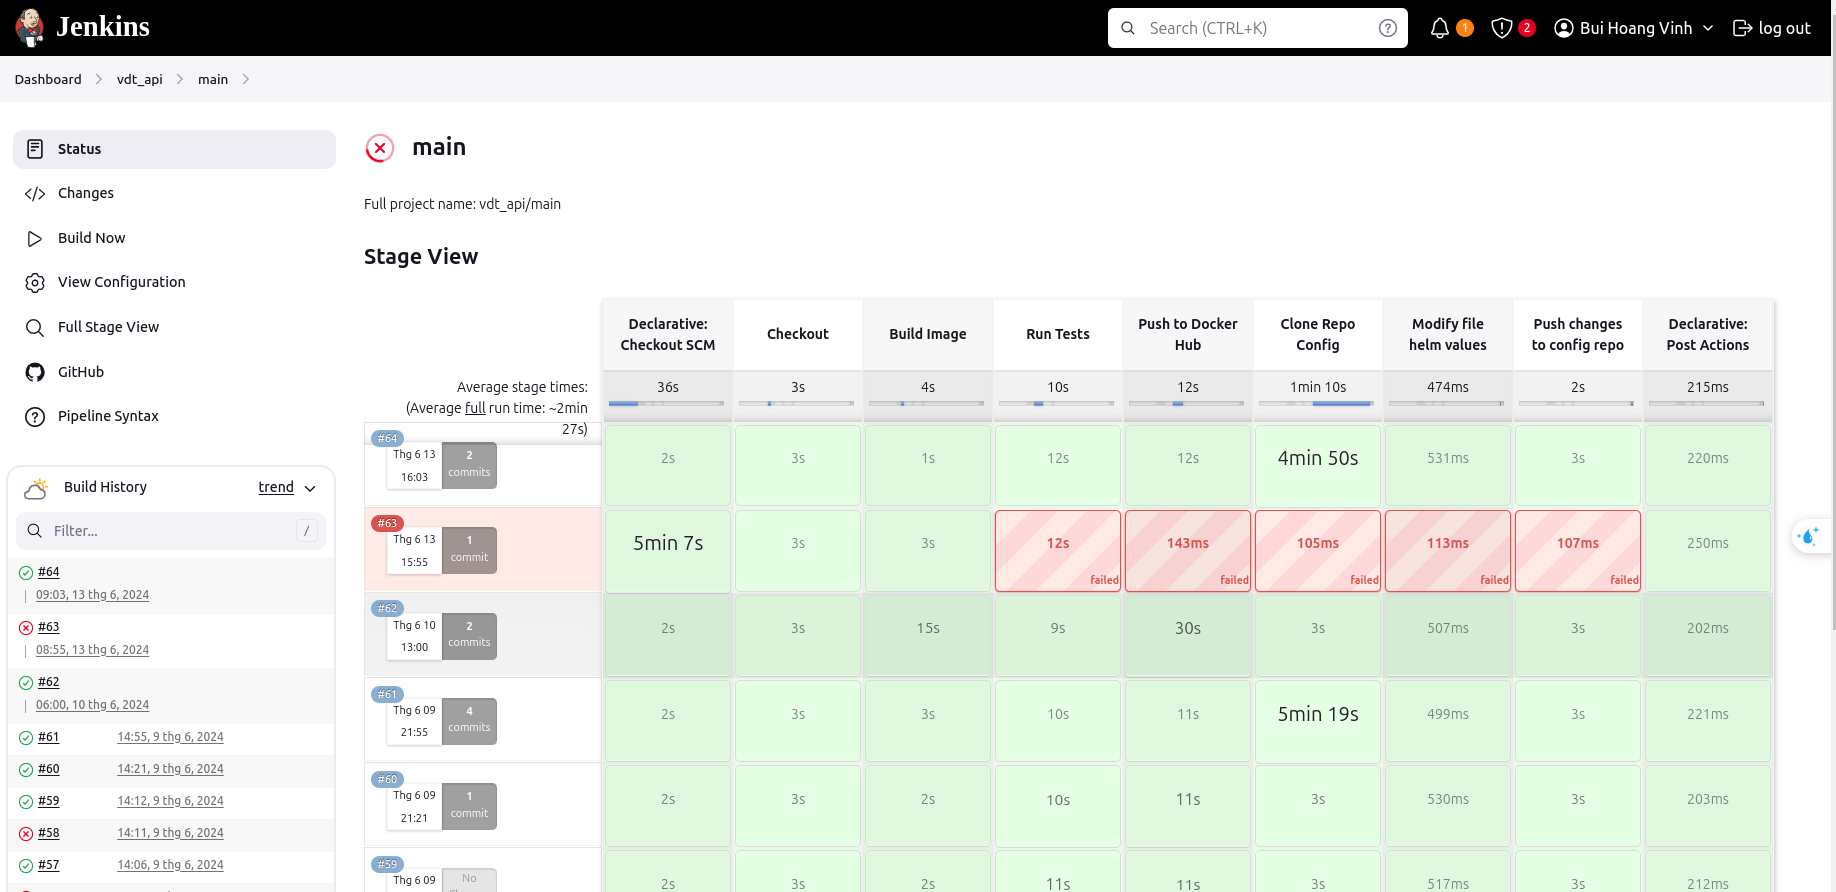 Jenkins
Search (CTRL+K)
?
1
2
Bui Hoang Vinh
log out
Dashboard
vdt_api
main
Status
Changes
Build Now
View Configuration
Full Stage View
GitHub
Pipeline Syntax
Build History
trend
Filter...
/
#64
09:03, 13 thg 6, 2024
#63
08:55, 13 thg 6, 2024
#62
06:00, 10 thg 6, 2024
#61 14:55, 9 thg 6, 2024
#60 14:21, 9 thg 6, 2024
#59 14:12, 9 thg 6, 2024
#58 14:11, 9 thg 6, 2024
#57 14:06, 9 thg 6, 2024
main
Full project name: vdt_api/main
Stage View
Declarative: Checkout SCM
Checkout
Build Image
Run Tests
Push to Docker Hub
Clone Repo Config
Modify file helm values
Push changes to config repo
Declarative: Post Actions
Average stage times:
(Average full run time: ~2min
27s)
36s 3s 4s 10s 12s 1min 10s 474ms 2s 215ms
#64
Thg 6 13
16:03
2
commits
2s 3s 1s 12s 12s 4min 50s 531ms 3s 220ms
#63
Thg 6 13
15:55
1
commit
5min 7s 3s 3s 12s 143ms 105ms 113ms 107ms 250ms
failed failed failed failed failed
#62
Thg 6 10
13:00
2
commits
2s 3s 15s 9s 30s 3s 507ms 3s 202ms
#61
Thg 6 09
21:55
4
commits
2s 3s 3s 10s 11s 5min 19s 499ms 3s 221ms
#60
Thg 6 09
21:21
1
commit
2s 3s 2s 10s 11s 3s 530ms 3s 203ms
#59
Thg 6 09
No
2s 3s 2s 11s 11s 3s 517ms 3s 212ms